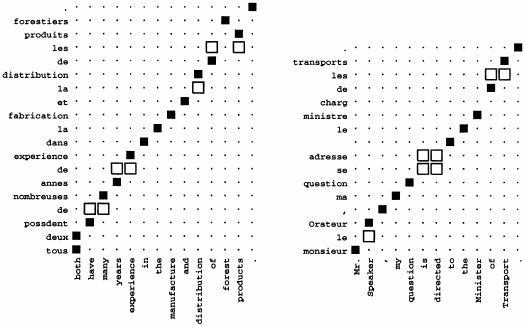 .
forestiers
produits
les
de
distribution
la
et
fabrication
la
dans
experience
de
annes
nombreuses
de
possdent
deux
tous
both
have
many
years
experience
in
the
manufacture
and
distribution
of
forest
products
.
.
transports
les
de
charg
ministre
le
adresse
se
question
ma
,
Orateur
le
monsieur
Mr.
Speaker
,
my
question
is
directed
to
the
Minister
of
Transport
.